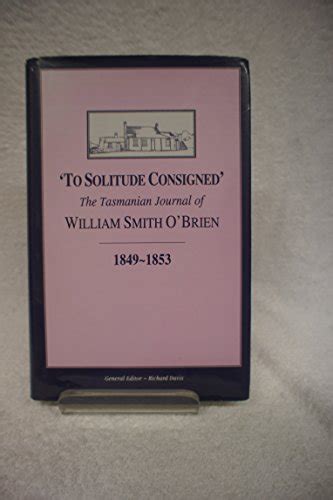 ‘TO SOLITUDE CONSIGNED’
The Tasmanian Journal of
WILLIAM SMITH O’BRIEN
1849~1853
General Editor – Richard Davis